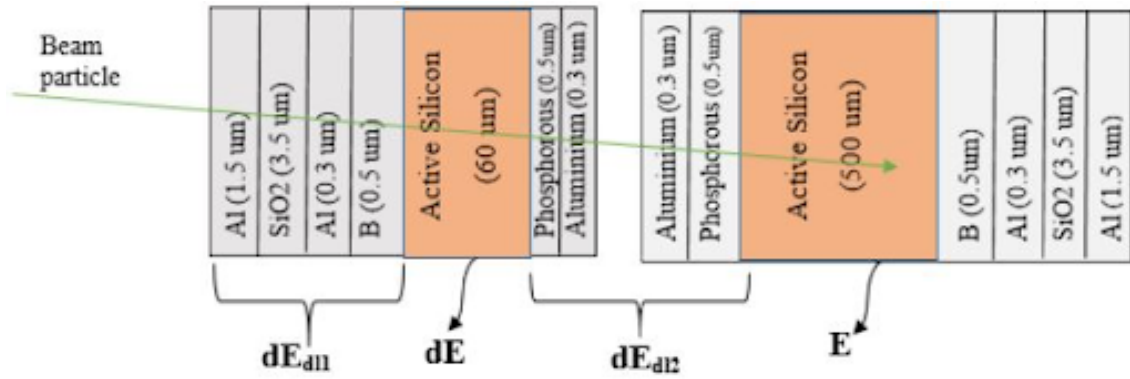 Beam
particle
Al (1.5 um)
SiO2 (3.5 um)
Al (0.3 um)
B (0.5 um)
Active Silicon
(60 um)
Phosphorous (0.5um)
Aluminium (0.3 um)
Aluminium (0.3 um)
Phosphorous (0.5um)
Active Silicon
(500 um)
B (0.5um)
Al (0.3 um)
SiO2 (3.5 um)
Al (1.5 um)
dEdl1
dE
dEdl2
E